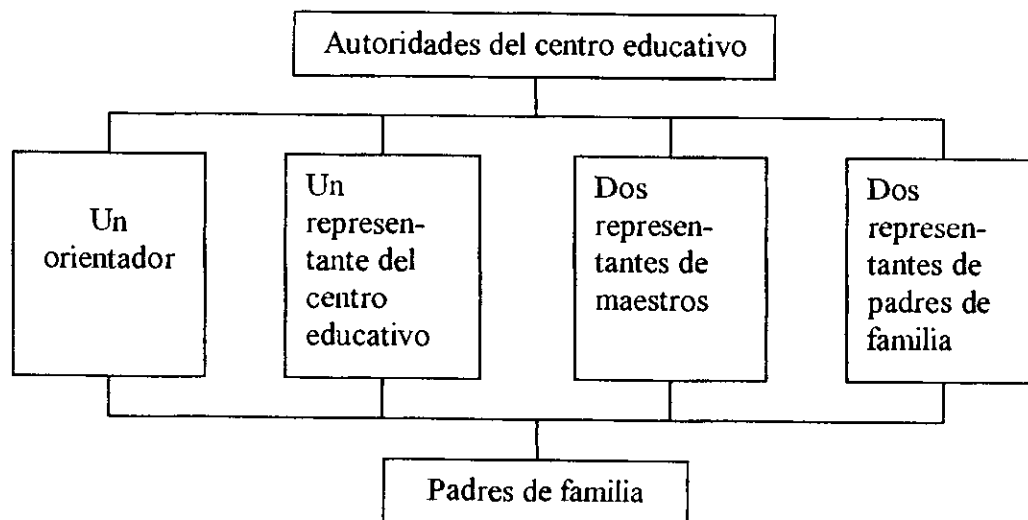 Autoridades del centro educativo
Un
orientador
Un
represen-
tante del
centro
educativo
Dos
represen-
tantes de
maestros
Dos
represen-
tantes de
padres de
familia
Padres de familia